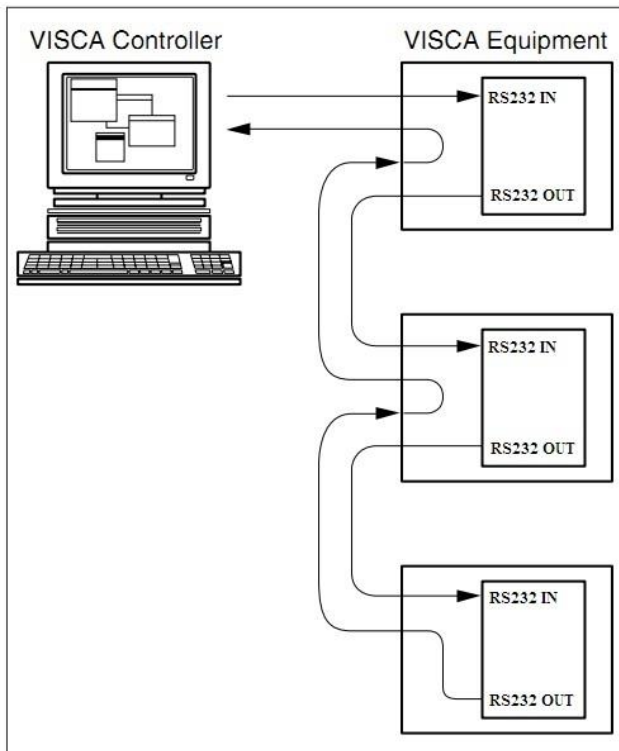 VISCA Controller
VISCA Equipment
RS232 IN
RS232 OUT
RS232 IN
RS232 OUT
RS232 IN
RS232 OUT